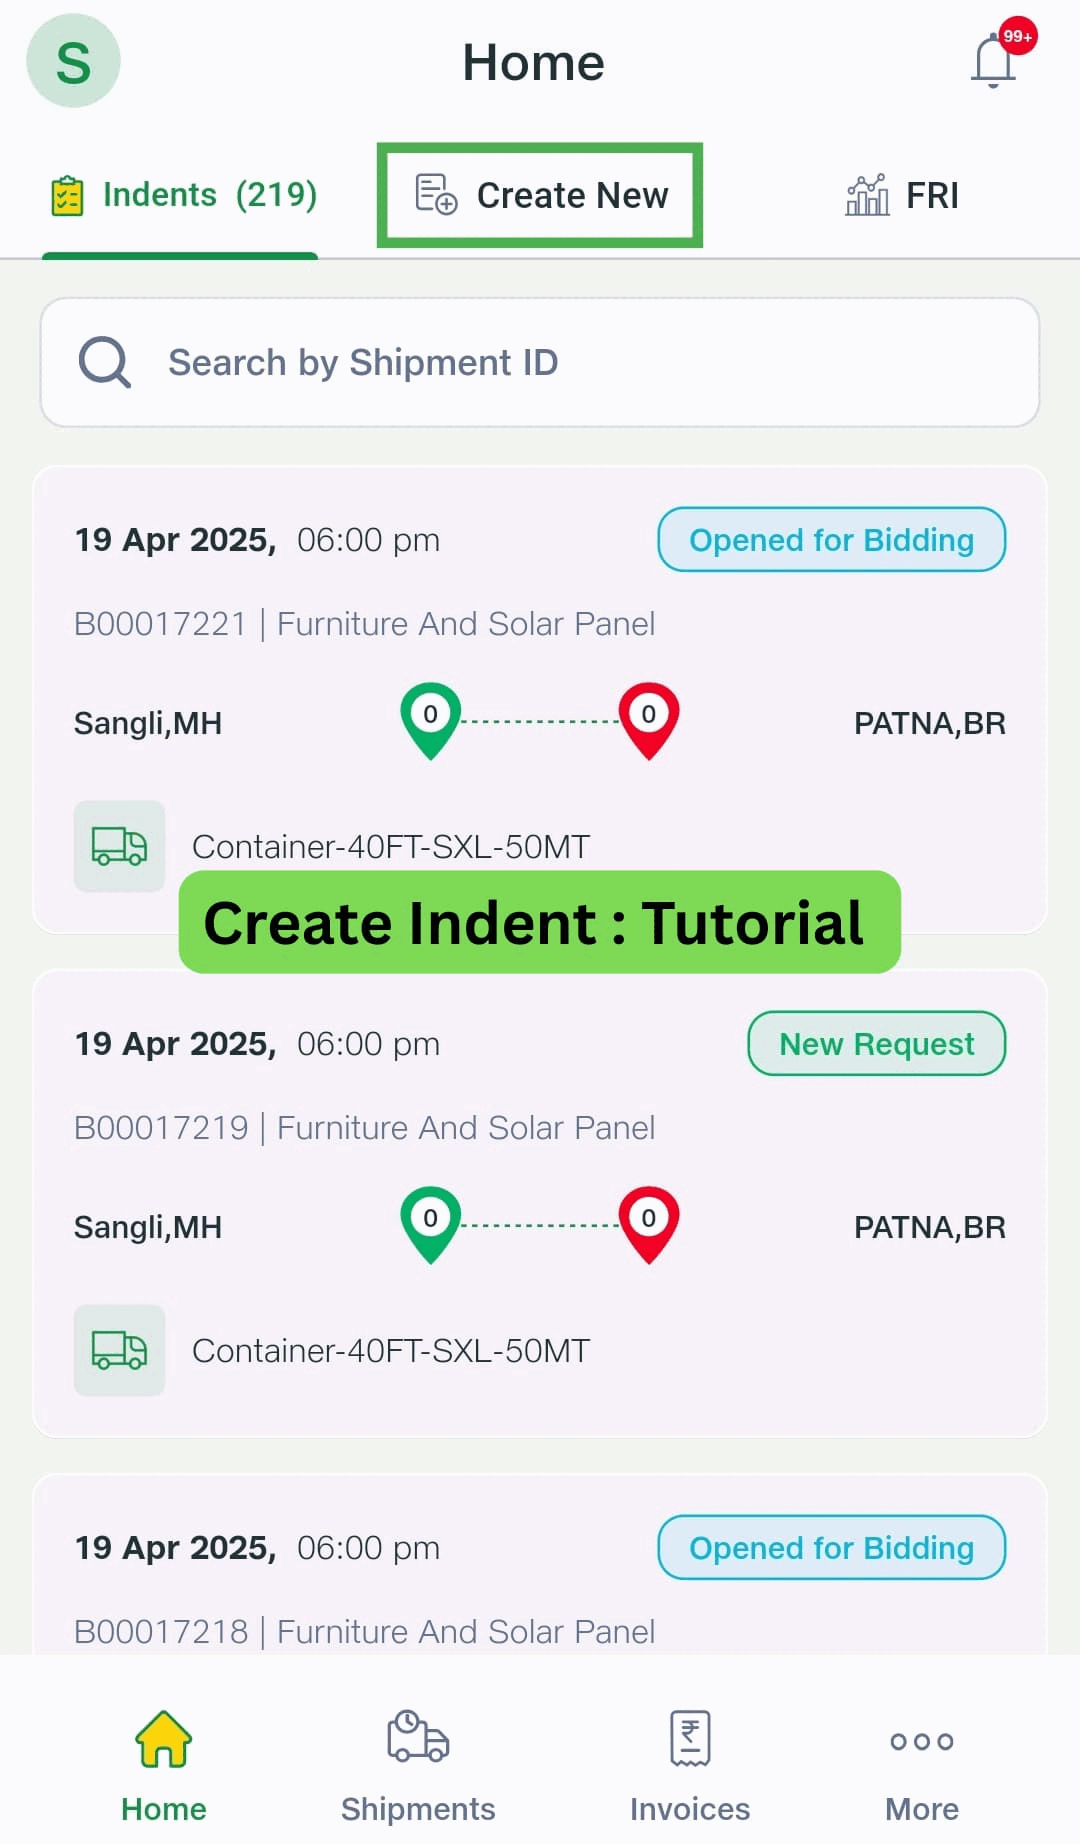 S
Home
99+
Indents (219)
Create New
FRI
Search by Shipment ID
19 Apr 2025, 06:00 pm
Opened for Bidding
B00017221 | Furniture And Solar Panel
Sangli,MH
0
0
PATNA,BR
Container-40FT-SXL-50MT
Create Indent : Tutorial
19 Apr 2025, 06:00 pm
New Request
B00017219 | Furniture And Solar Panel
Sangli,MH
0
0
PATNA,BR
Container-40FT-SXL-50MT
19 Apr 2025, 06:00 pm
Opened for Bidding
B00017218 | Furniture And Solar Panel
₹
Home
Shipments
Invoices
More